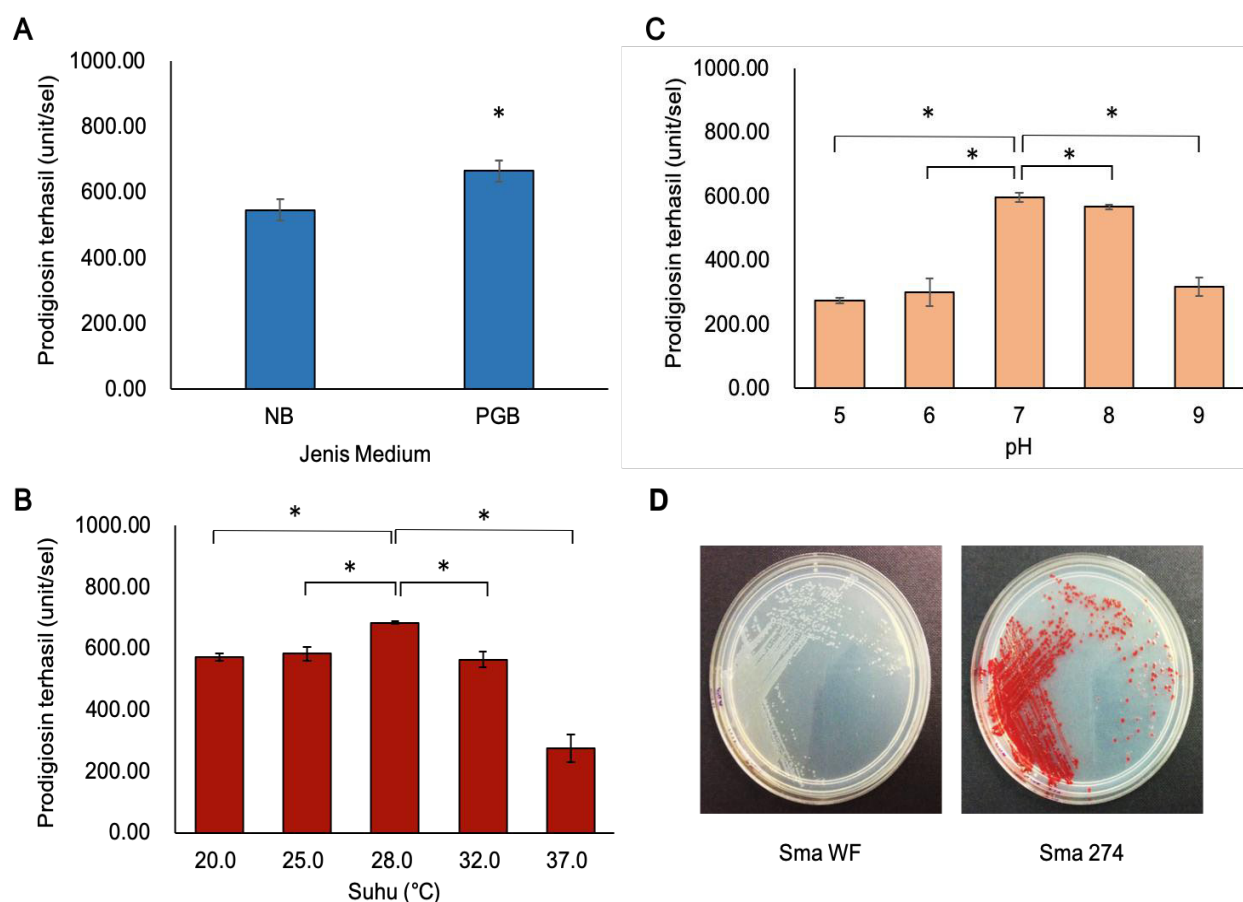 A
Prodigiosin terhasil (unit/sel)
1000.00
800.00
600.00
400.00
200.00
0.00
*
NB PGB
Jenis Medium
C
Prodigiosin terhasil (unit/sel)
1000.00
800.00
600.00
400.00
200.00
0.00
* *
* *
5 6 7 8 9
pH
B
Prodigiosin terhasil (unit/sel)
1000.00
800.00
600.00
400.00
200.00
0.00
* *
* *
20.0 25.0 28.0 32.0 37.0
Suhu (°C)
D
Sma WF Sma 274